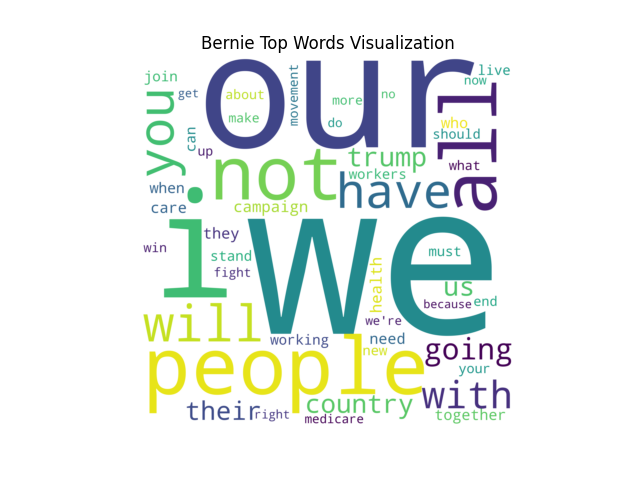 Bernie Top Words Visualization
our
join
live
now
get
about
movement
more
no
all
you
make
do
who
can
should
up
not
trump
what
workers
when
have
care
campaign
i
we
they
win
stand
must
fight
health
us
because
end
will
we're
working
need
new
going
people
your
with
their
right
country
medicare
together